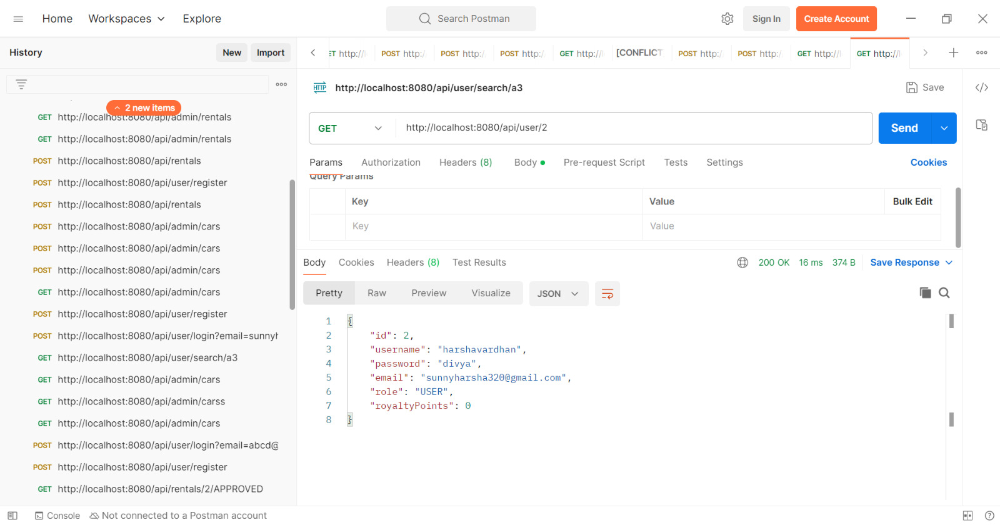 Home Workspaces Explore Search Postman Sign In Create Account
History New Import
ET http:// POST http:/ POST http:/ POST http:/ GET http:// [CONFLICT POST http:/ POST http:/ GET http:// GET http://
2 new items
GET http://localhost:8080/api/admin/rentals
GET http://localhost:8080/api/admin/rentals
POST http://localhost:8080/api/rentals
POST http://localhost:8080/api/user/register
POST http://localhost:8080/api/rentals
POST http://localhost:8080/api/admin/cars
POST http://localhost:8080/api/admin/cars
POST http://localhost:8080/api/admin/cars
GET http://localhost:8080/api/admin/cars
POST http://localhost:8080/api/user/register
POST http://localhost:8080/api/user/login?email=sunnyh
GET http://localhost:8080/api/user/search/a3
GET http://localhost:8080/api/admin/cars
GET http://localhost:8080/api/admin/carss
GET http://localhost:8080/api/admin/cars
POST http://localhost:8080/api/user/login?email=abcd@
POST http://localhost:8080/api/user/register
GET http://localhost:8080/api/rentals/2/APPROVED
HTTP http://localhost:8080/api/user/search/a3 Save
GET http://localhost:8080/api/user/2 Send
Params Authorization Headers (8) Body Pre-request Script Tests Settings Cookies
Query Params
Key Value Bulk Edit
Key Value
Body Cookies Headers (8) Test Results 200 OK 16 ms 374 B Save Response
Pretty Raw Preview Visualize JSON
1 {
2 "id": 2,
3 "username": "harshavardhan",
4 "password": "divya",
5 "email": "sunnyharsha320@gmail.com",
6 "role": "USER",
7 "royaltyPoints": 0
8 }
Console Not connected to a Postman account